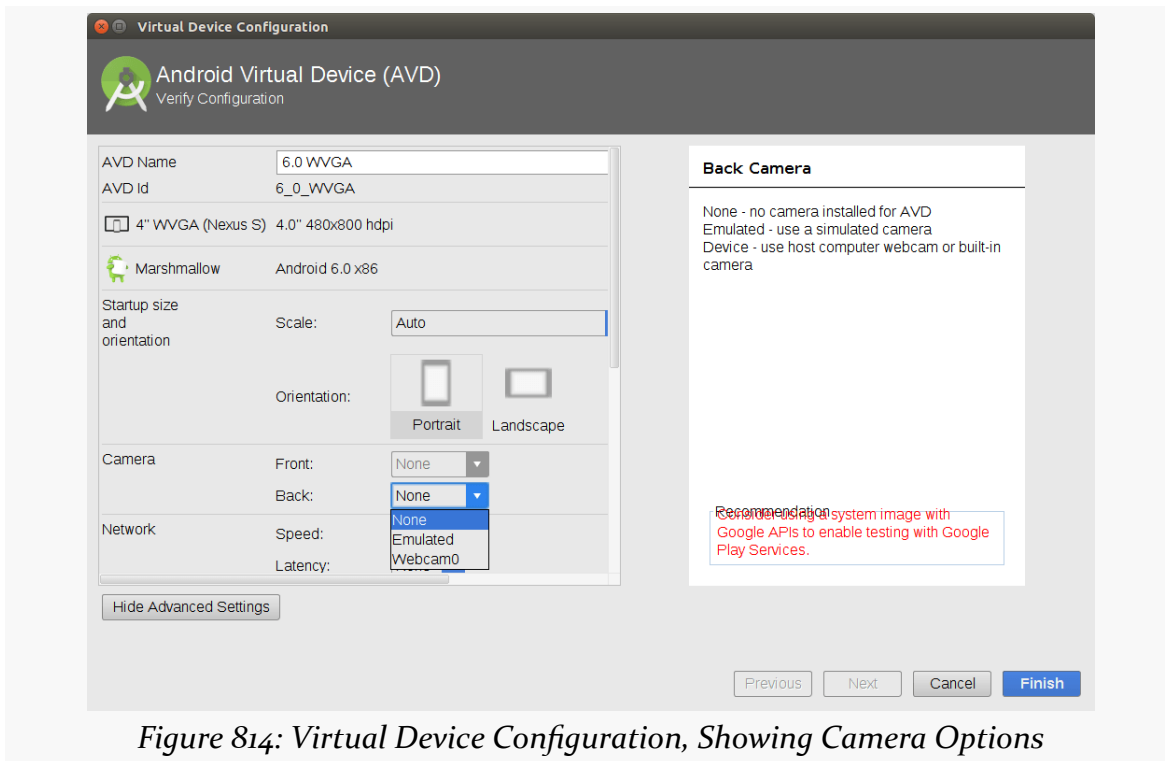 Virtual Device Configuration
Android Virtual Device (AVD)
Verify Configuration
AVD Name
6.0 WVGA
AVD Id
6_0_WVGA
4" WVGA (Nexus S)
4.0" 480x800 hdpi
Marshmallow
Android 6.0 x86
Startup size
and
orientation
Scale:
Auto
Orientation:
Portrait
Landscape
Camera
Front:
None
Back:
None
None
Emulated
Webcam0
Network
Speed:
Latency:
Hide Advanced Settings
Back Camera
None - no camera installed for AVD
Emulated - use a simulated camera
Device - use host computer webcam or built-in
camera
Recommendation
Consider using a system image with
Google APIs to enable testing with Google
Play Services.
Previous
Next
Cancel
Finish
Figure 814: Virtual Device Configuration, Showing Camera Options